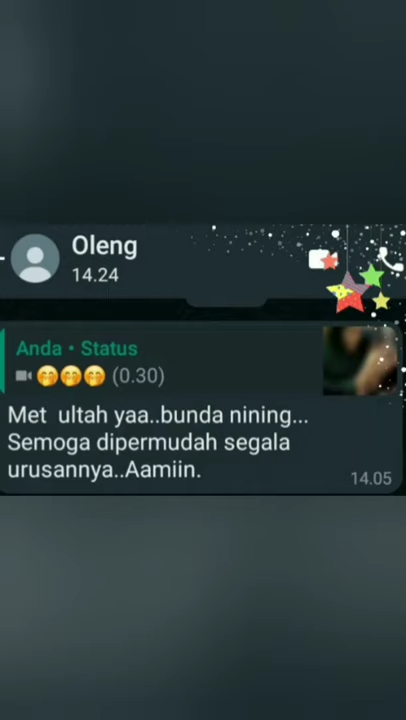 Oleng
14.24
Anda • Status
🤭🤭🤭 (0.30)
Met ultah yaa..bunda nining...
Semoga dipermudah segala
urusannya..Aamiin.
14.05